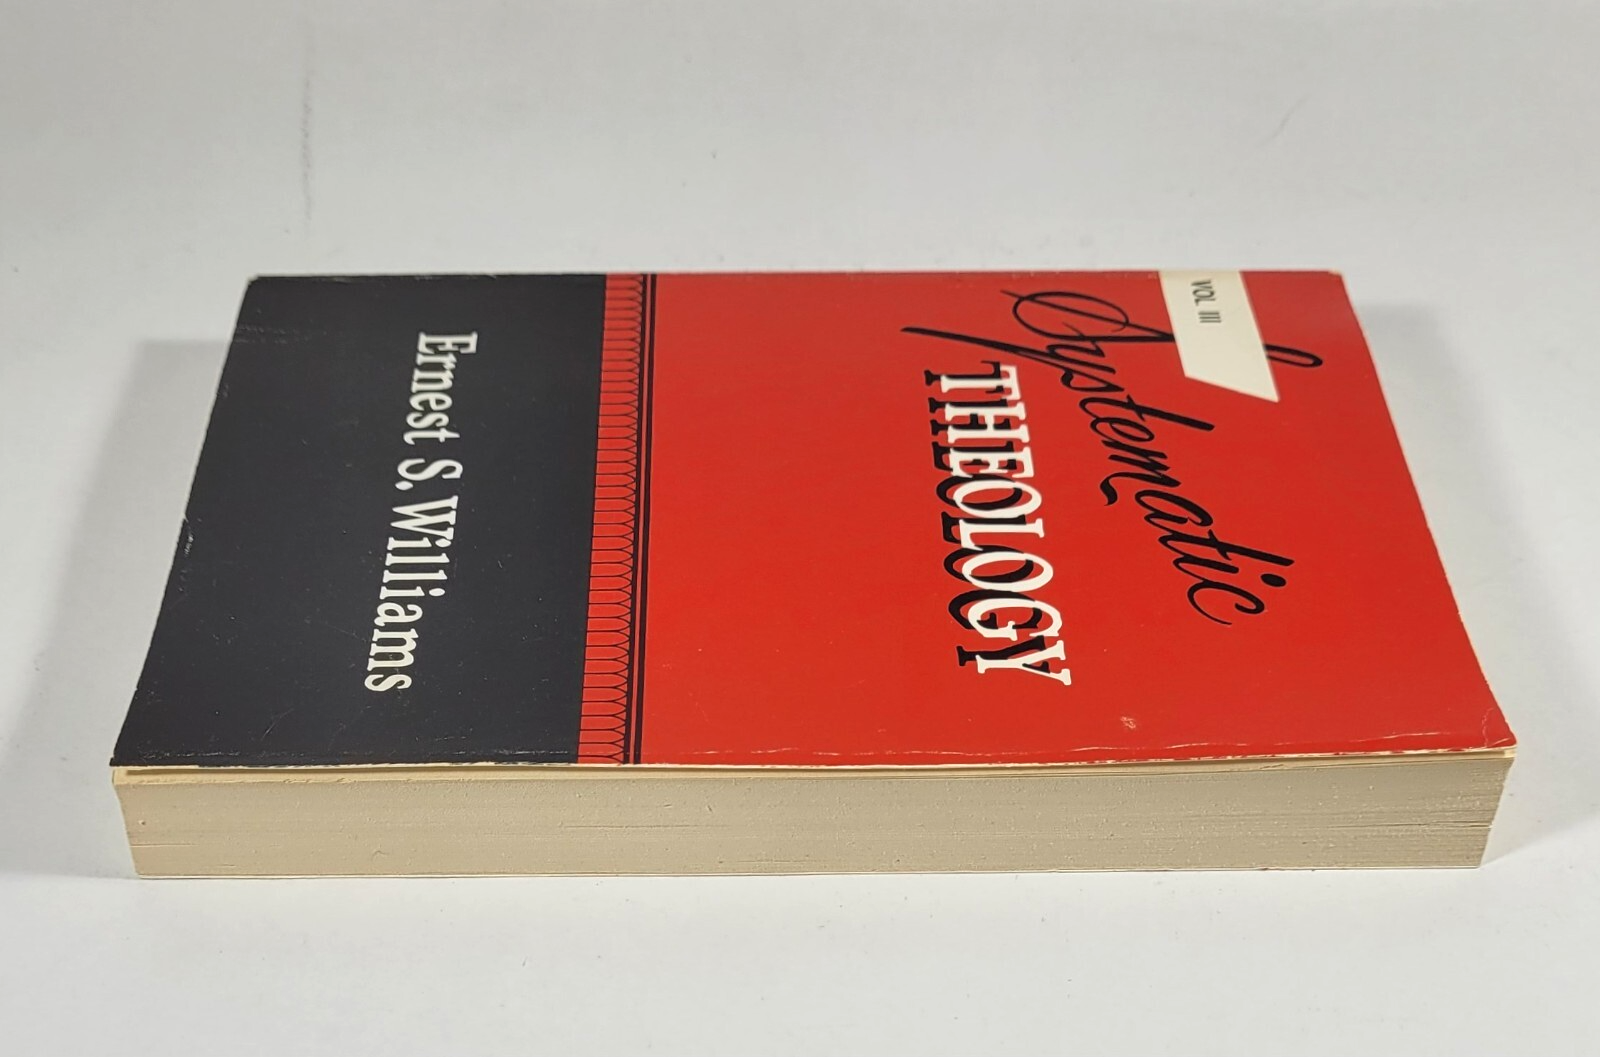 VOL III
Systematic
THEOLOGY
Ernest S. Williams